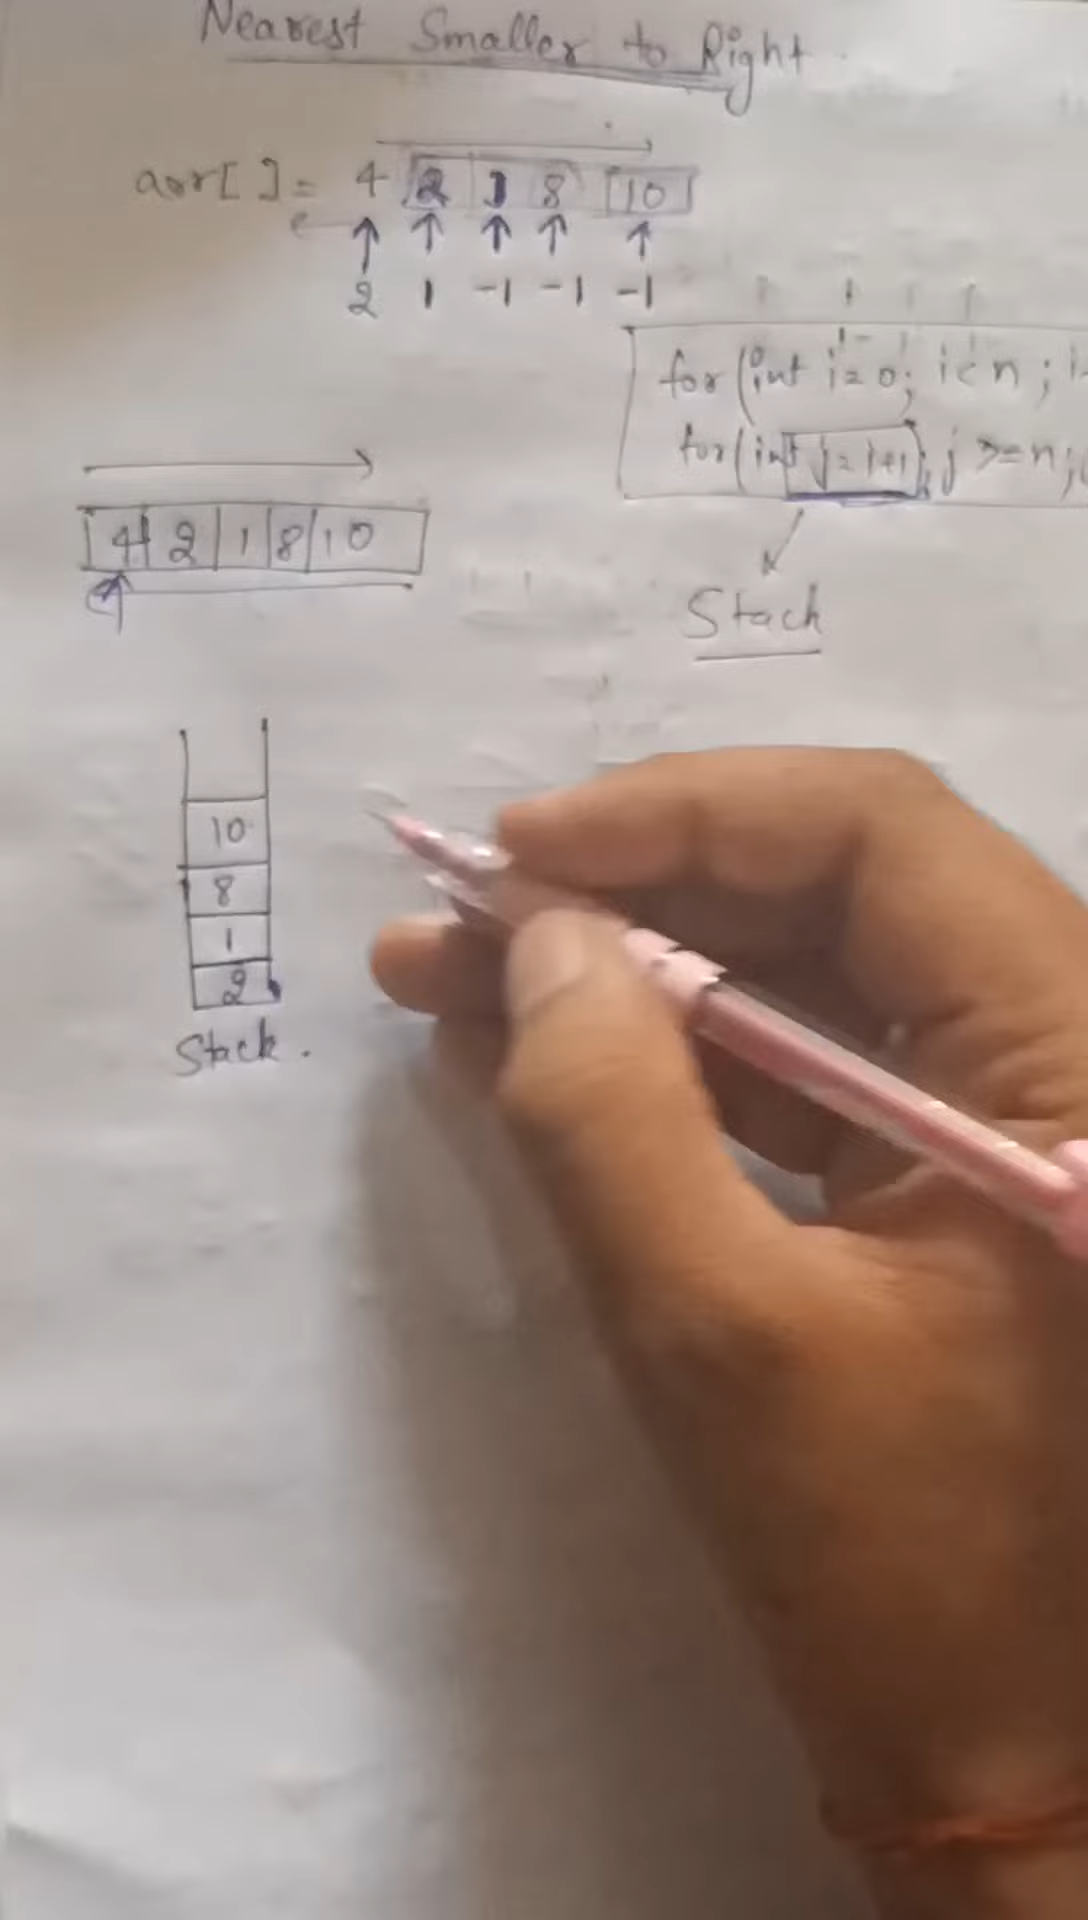 Nearest Smaller to Right
arr[ ] = 4 2 1 8 10
2 1 -1 -1 -1
for (int i=0; i<n; i
for (int j=i+1; j>=n;
4 2 1 8 10
Stack
10
8
1
2
Stack.